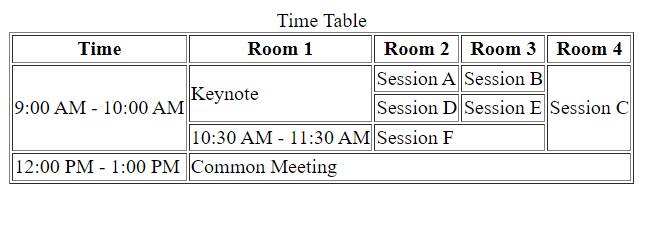 Time Table
Time Room 1 Room 2 Room 3 Room 4
9:00 AM - 10:00 AM Keynote Session A Session B Session C
Session D Session E
10:30 AM - 11:30 AM Session F
12:00 PM - 1:00 PM Common Meeting